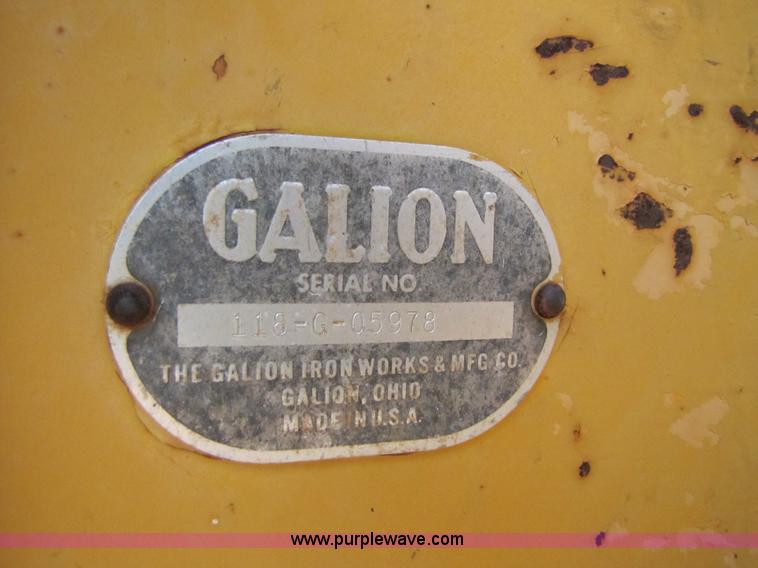 GALION
SERIAL NO.
118-G-05978
THE GALION IRON WORKS & MFG CO.
GALION, OHIO
MADE IN U.S.A.
www.purplewave.com